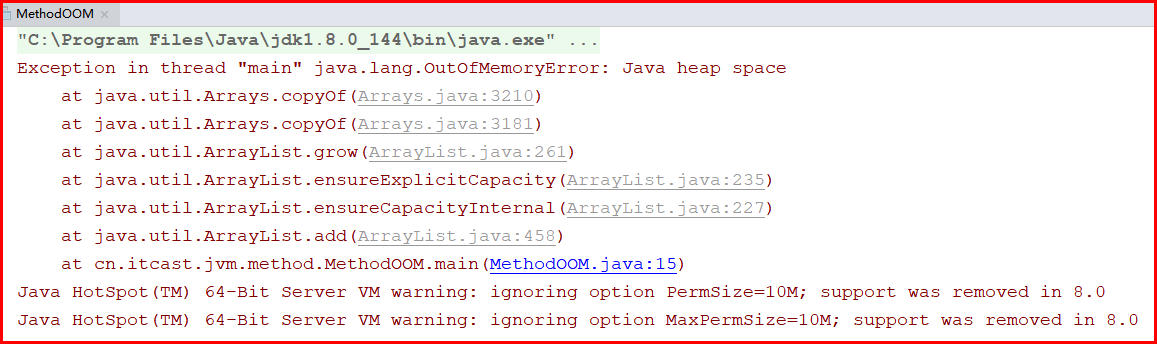 MethodOOM ×
"C:\Program Files\Java\jdk1.8.0_144\bin\java.exe" ...
Exception in thread "main" java.lang.OutOfMemoryError: Java heap space
    at java.util.Arrays.copyOf(Arrays.java:3210)
    at java.util.Arrays.copyOf(Arrays.java:3181)
    at java.util.ArrayList.grow(ArrayList.java:261)
    at java.util.ArrayList.ensureExplicitCapacity(ArrayList.java:235)
    at java.util.ArrayList.ensureCapacityInternal(ArrayList.java:227)
    at java.util.ArrayList.add(ArrayList.java:458)
    at cn.itcast.jvm.method.MethodOOM.main(MethodOOM.java:15)
Java HotSpot(TM) 64-Bit Server VM warning: ignoring option PermSize=10M; support was removed in 8.0
Java HotSpot(TM) 64-Bit Server VM warning: ignoring option MaxPermSize=10M; support was removed in 8.0